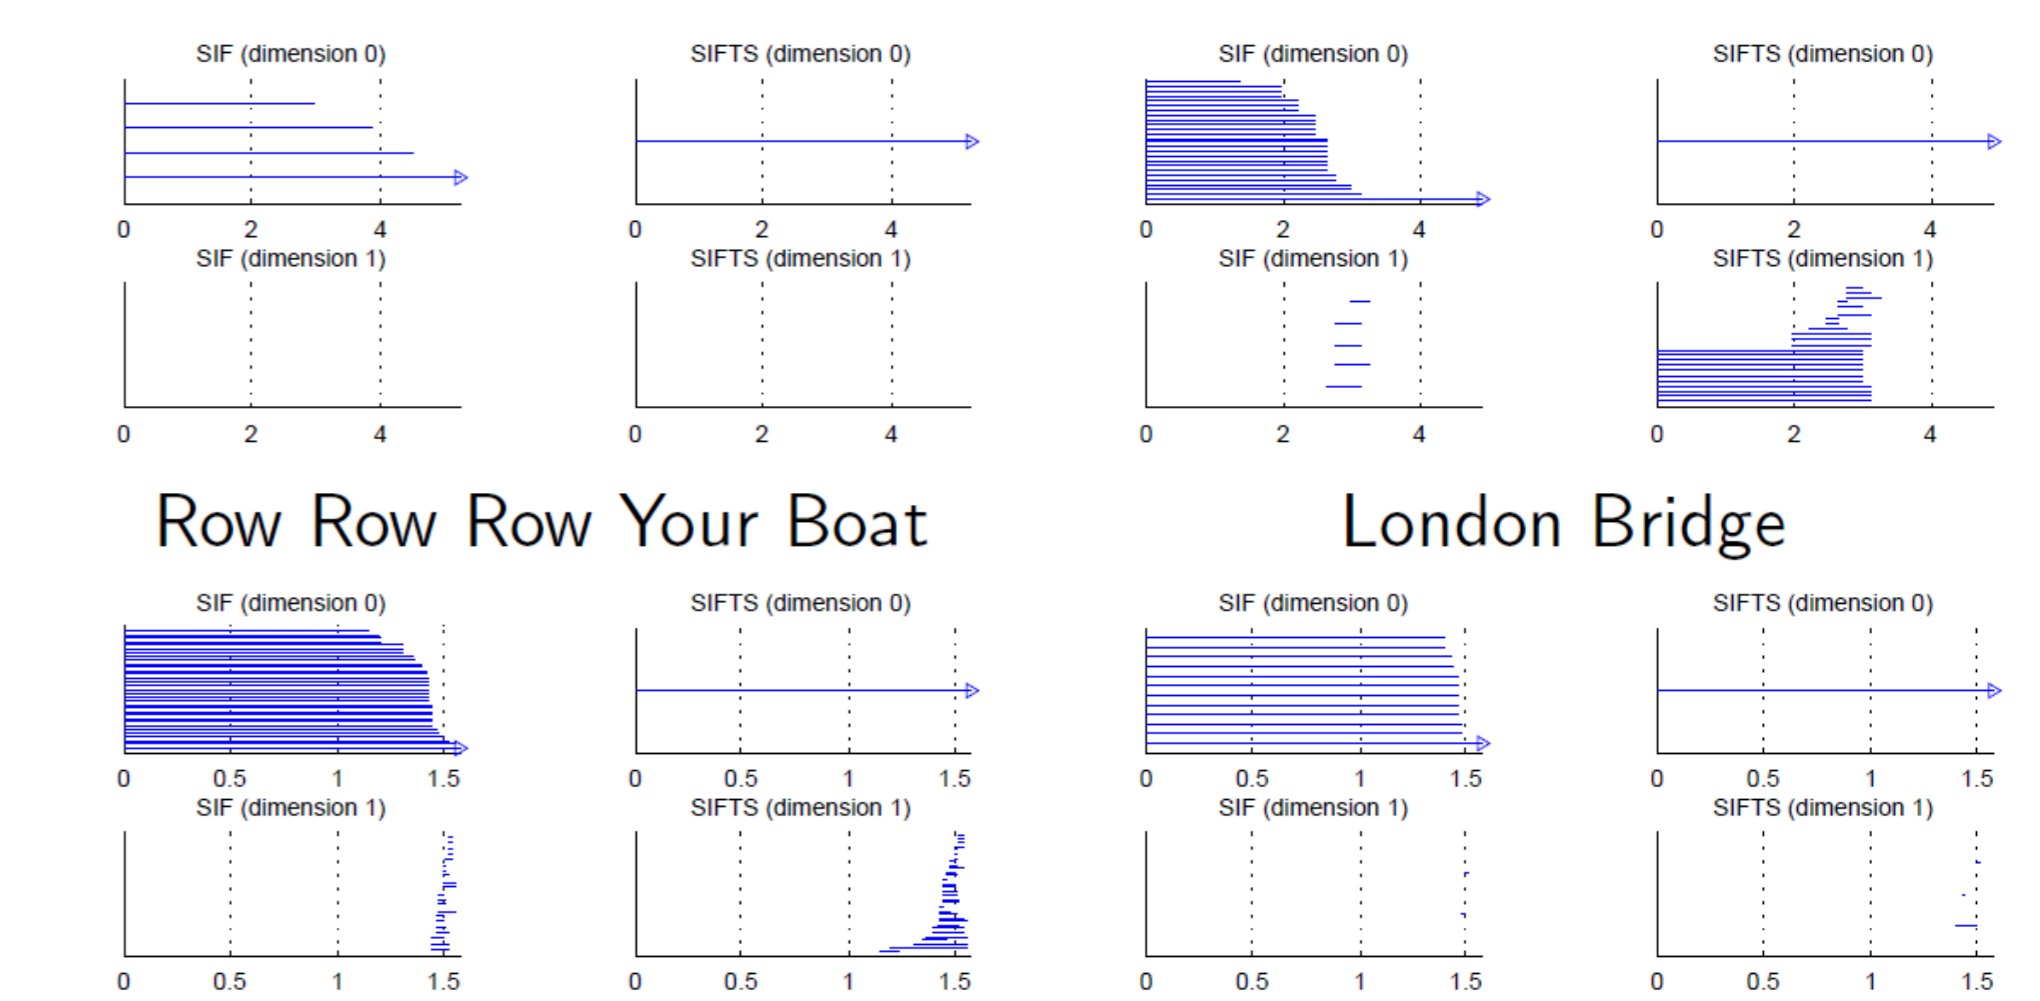 SIF (dimension 0) SIFTS (dimension 0) SIF (dimension 0) SIFTS (dimension 0)
0 2 4 0 2 4 0 2 4 0 2 4
SIF (dimension 1) SIFTS (dimension 1) SIF (dimension 1) SIFTS (dimension 1)
0 2 4 0 2 4 0 2 4 0 2 4
Row Row Row Your Boat London Bridge
SIF (dimension 0) SIFTS (dimension 0) SIF (dimension 0) SIFTS (dimension 0)
0 0.5 1 1.5 0 0.5 1 1.5 0 0.5 1 1.5 0 0.5 1 1.5
SIF (dimension 1) SIFTS (dimension 1) SIF (dimension 1) SIFTS (dimension 1)
0 0.5 1 1.5 0 0.5 1 1.5 0 0.5 1 1.5 0 0.5 1 1.5